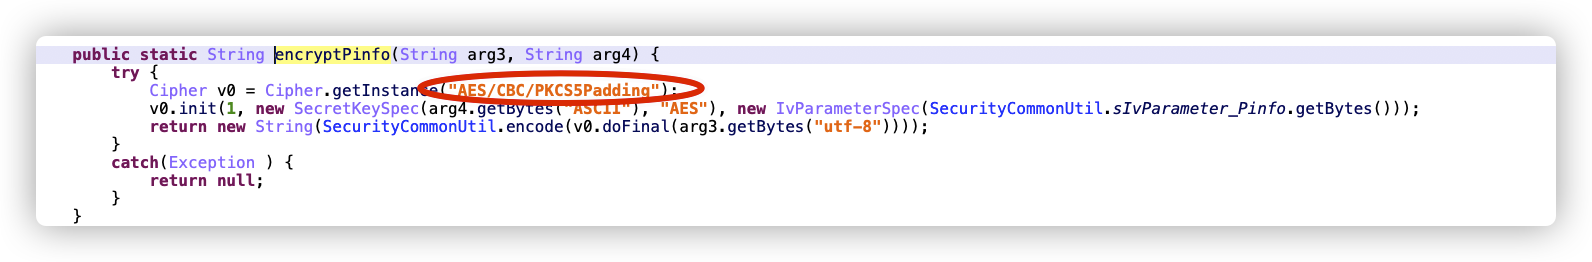 public static String encryptPinfo(String arg3, String arg4) {
try {
Cipher v0 = Cipher.getInstance("AES/CBC/PKCS5Padding");
v0.init(1, new SecretKeySpec(arg4.getBytes("ASCII"), "AES"), new IvParameterSpec(SecurityCommonUtil.sIvParameter_Pinfo.getBytes()));
return new String(SecurityCommonUtil.encode(v0.doFinal(arg3.getBytes("utf-8"))));
}
catch(Exception ) {
return null;
}
}